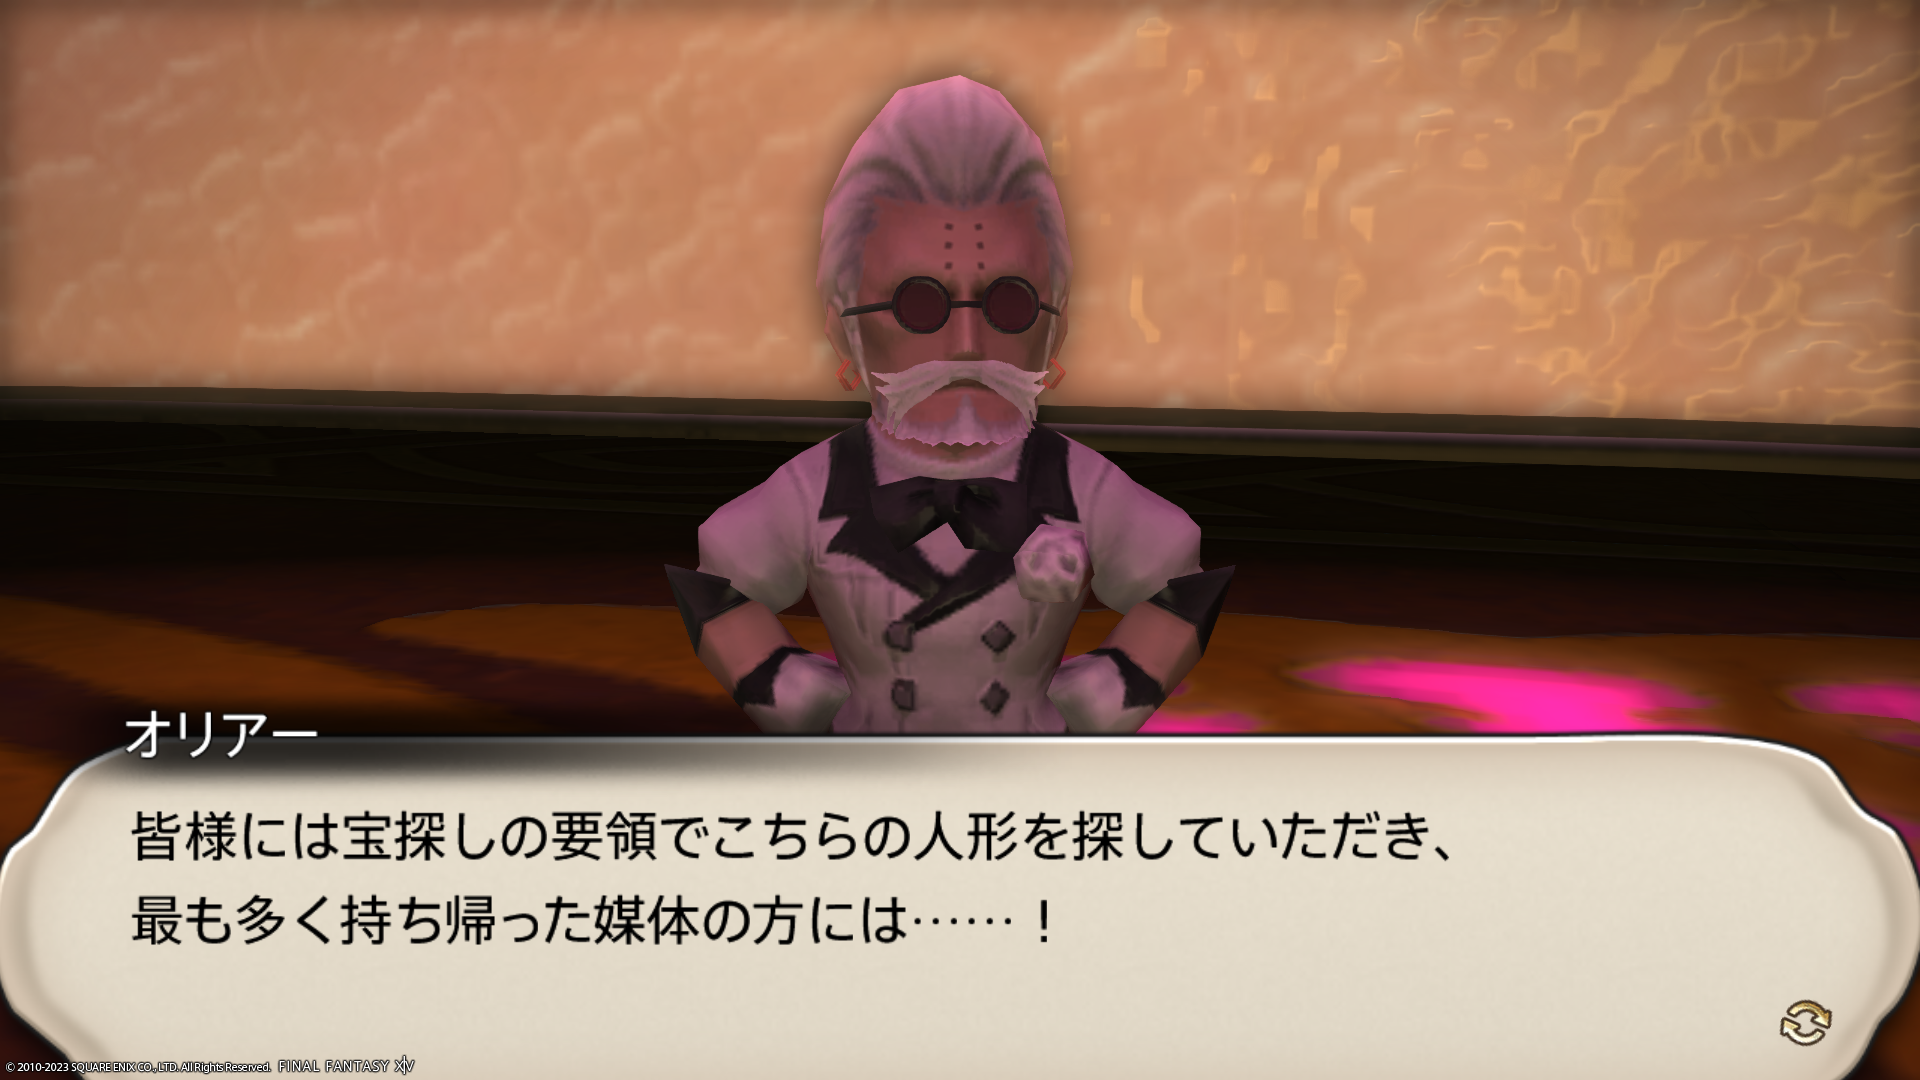 オリアー
皆様には宝探しの要領でこちらの人形を探していただき、
最も多く持ち帰った媒体の方には……！
© 2010-2023 SQUARE ENIX CO., LTD. All Rights Reserved. FINAL FANTASY XIV